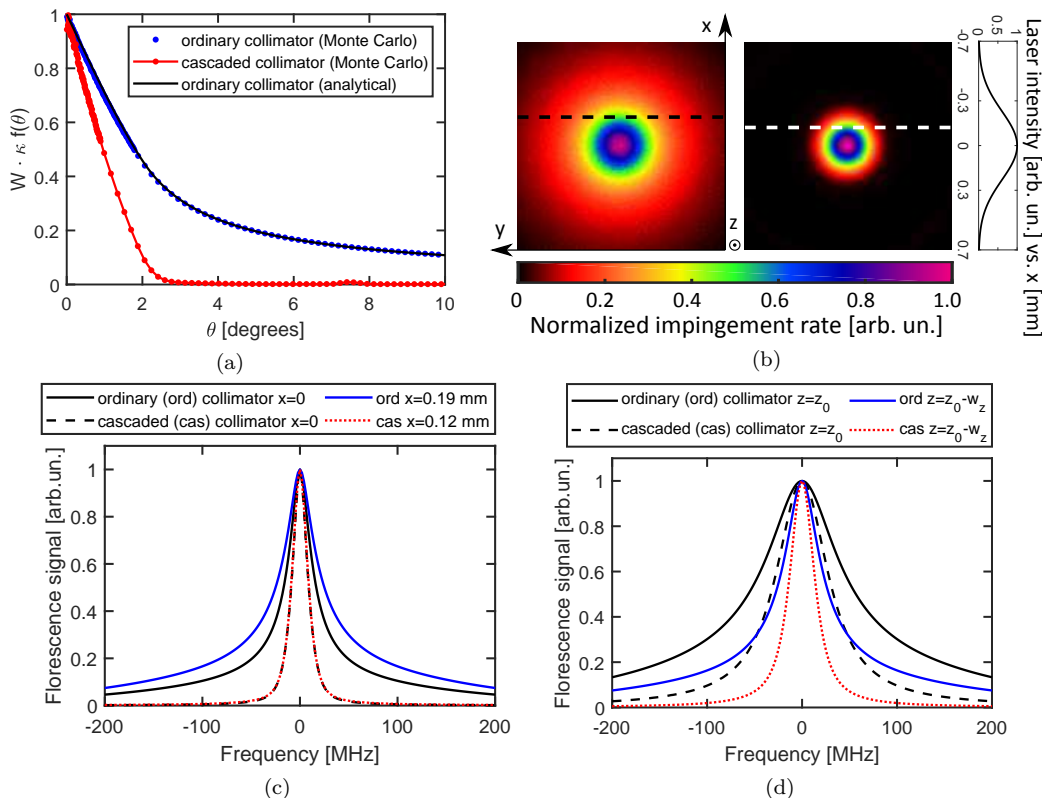 1
0.8
0.6
0.4
0.2
0
W · κ f(θ)
ordinary collimator (Monte Carlo)
cascaded collimator (Monte Carlo)
ordinary collimator (analytical)
0 2 4 6 8 10
θ [degrees]
(a)
x
y
z
0 0.2 0.4 0.6 0.8 1.0
Normalized impingement rate [arb. un.]
0 0.5 1
-0.7
-0.3
0
0.3
0.7
Laser intensity [arb. un.] vs. x [mm]
(b)
ordinary (ord) collimator x=0 ord x=0.19 mm
cascaded (cas) collimator x=0 cas x=0.12 mm
1
0.8
0.6
0.4
0.2
0
Florescence signal [arb.un.]
-200 -100 0 100 200
Frequency [MHz]
(c)
ordinary (ord) collimator z=z0 ord z=z0-wz
cascaded (cas) collimator z=z0 cas z=z0-wz
1
0.8
0.6
0.4
0.2
0
Florescence signal [arb.un.]
-200 -100 0 100 200
Frequency [MHz]
(d)